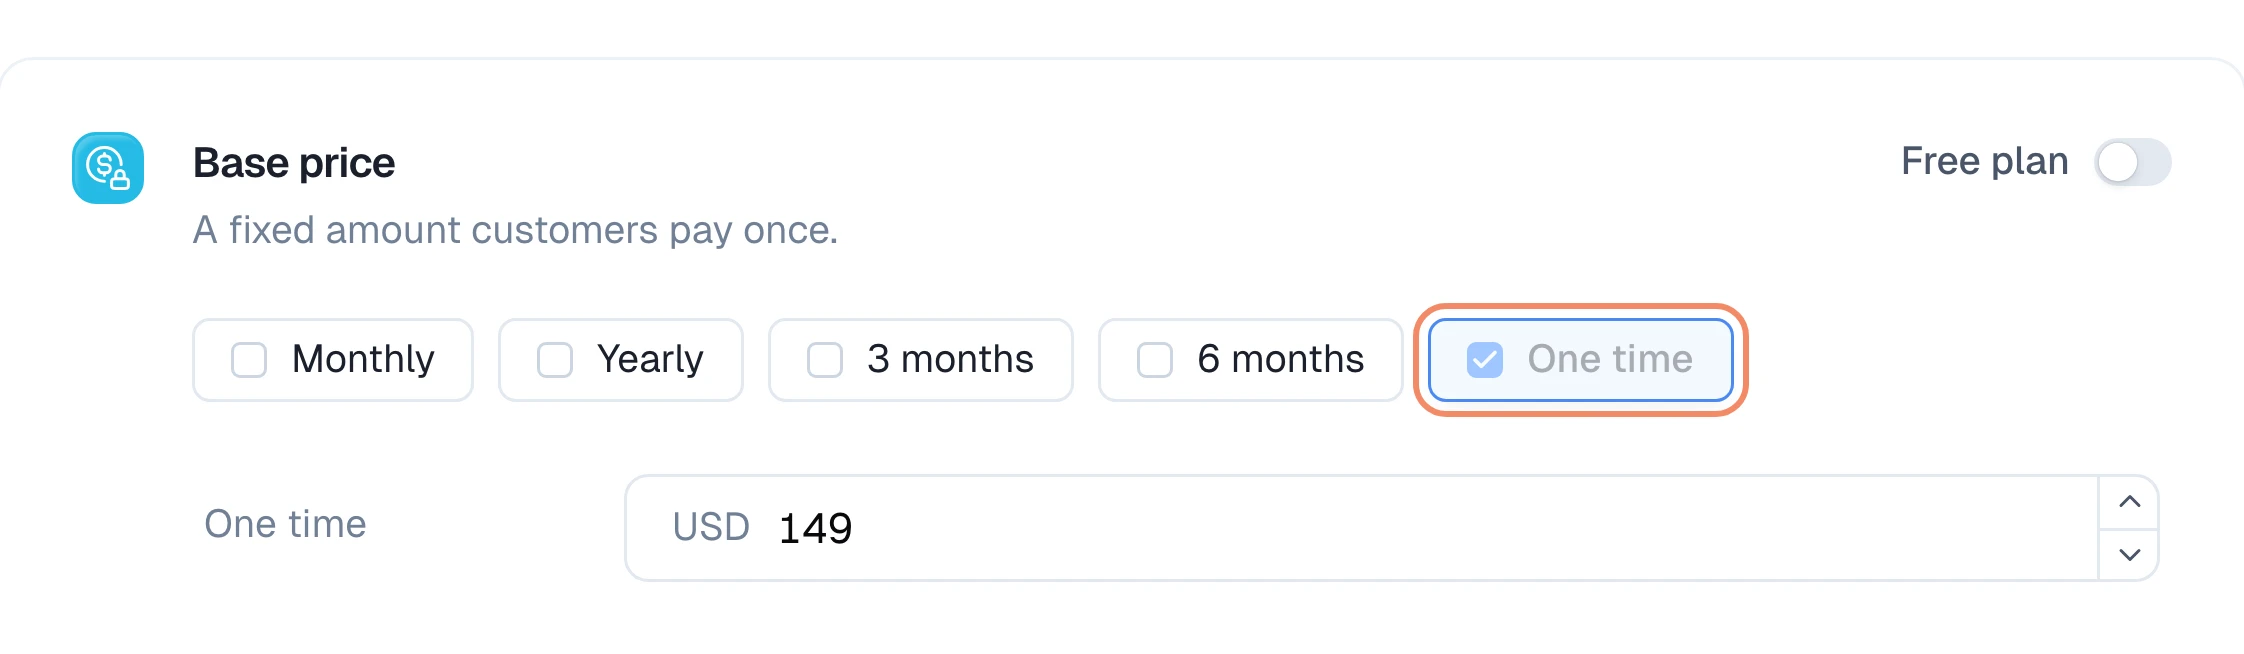 Base price
Free plan
A fixed amount customers pay once.
Monthly
Yearly
3 months
6 months
One time
One time
USD 149